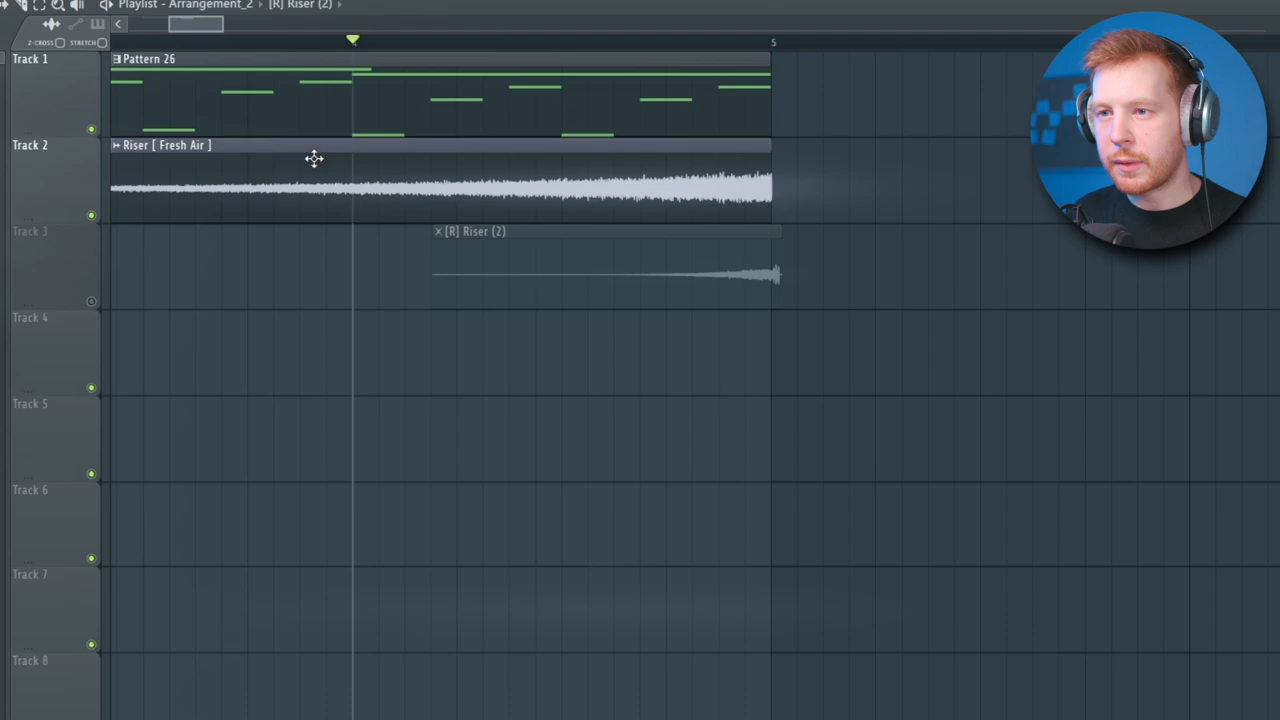 Playlist - Arrangement_2 › [R] Riser (2) ›
Z-CROSS STRETCH
5
Track 1
Pattern 26
Track 2
Riser [ Fresh Air ]
Track 3
[R] Riser (2)
Track 4
Track 5
Track 6
Track 7
Track 8